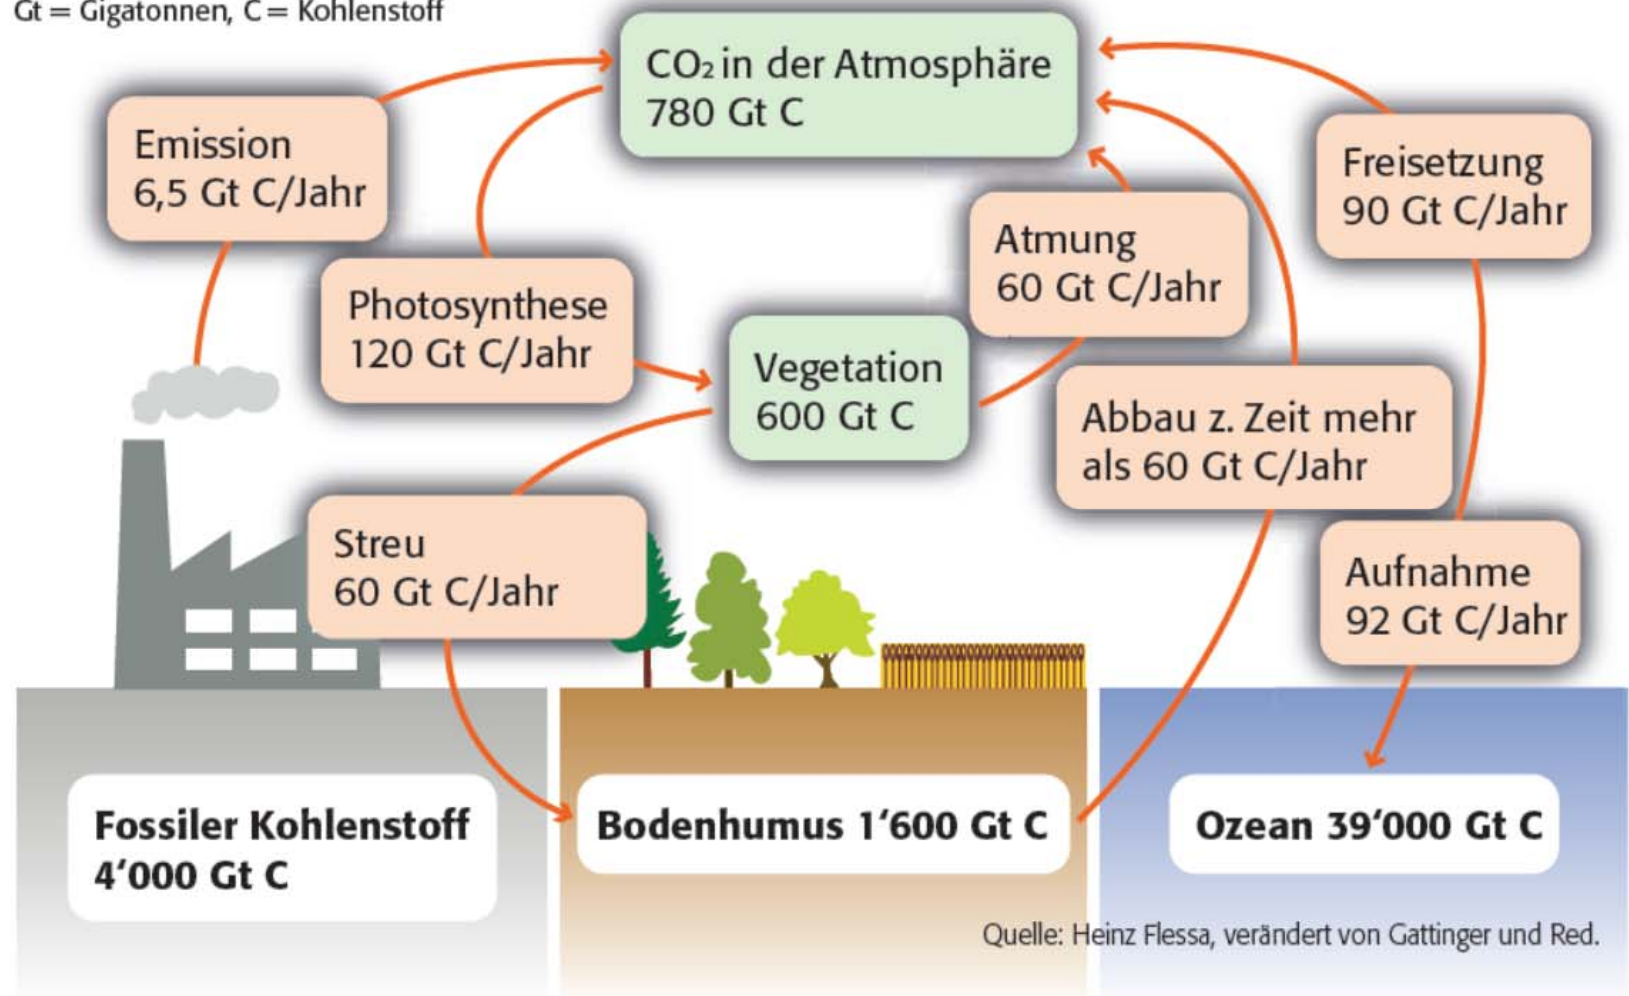 Gt = Gigatonnen, C = Kohlenstoff
CO₂ in der Atmosphäre
780 Gt C
Emission
6,5 Gt C/Jahr
Freisetzung
90 Gt C/Jahr
Atmung
60 Gt C/Jahr
Photosynthese
120 Gt C/Jahr
Vegetation
600 Gt C
Abbau z. Zeit mehr
als 60 Gt C/Jahr
Streu
60 Gt C/Jahr
Aufnahme
92 Gt C/Jahr
Fossiler Kohlenstoff
4‘000 Gt C
Bodenhumus 1‘600 Gt C
Ozean 39‘000 Gt C
Quelle: Heinz Flessa, verändert von Gattinger und Red.